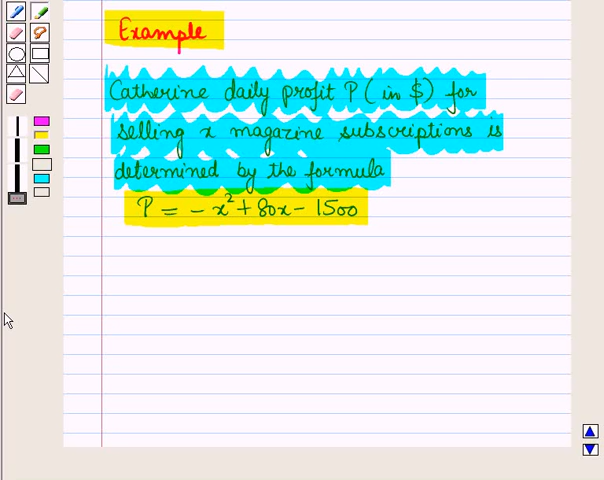 Example
Catherine daily profit P (in $) for
selling x magazine subscriptions is
determined by the formula
P = - x² + 80x - 1500